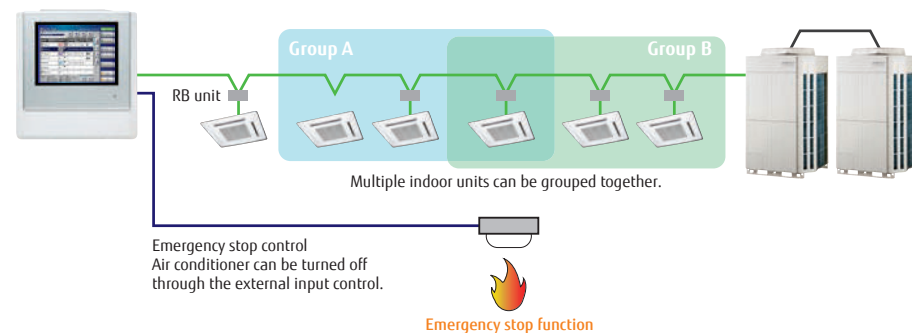 Group A
Group B
RB unit
Multiple indoor units can be grouped together.
Emergency stop control
Air conditioner can be turned off
through the external input control.
Emergency stop function